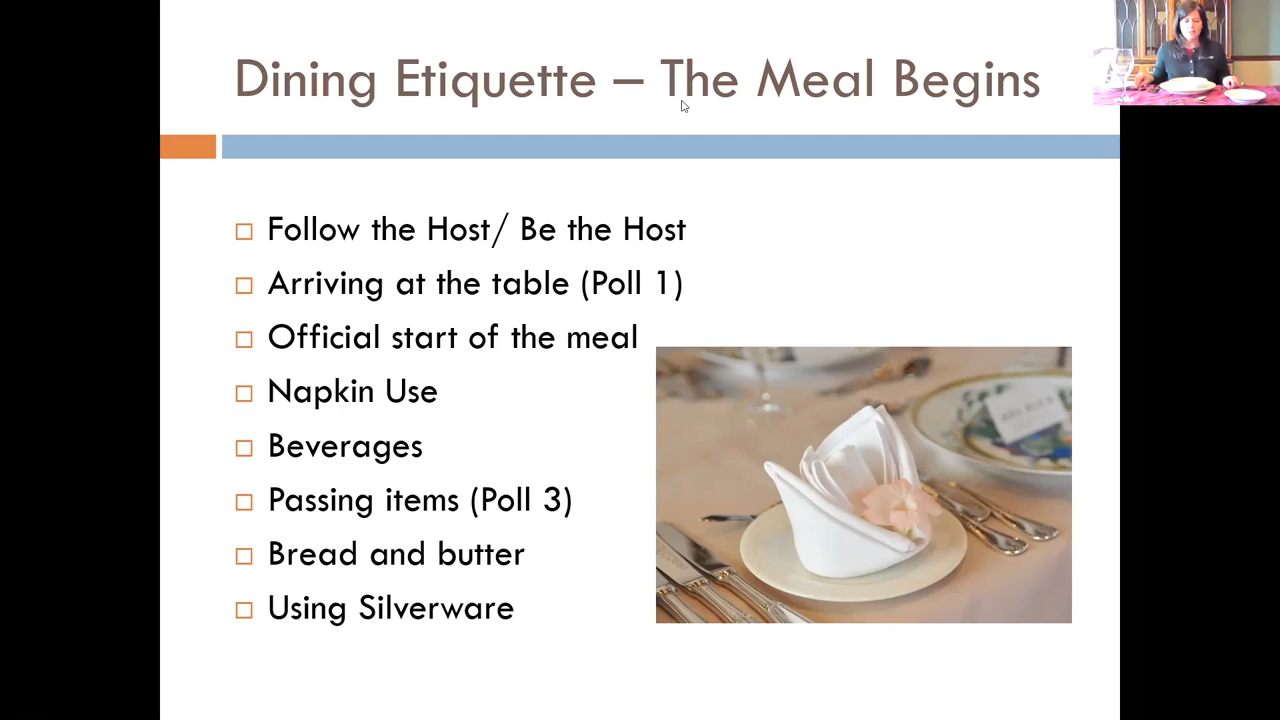 Dining Etiquette – The Meal Begins
Follow the Host/ Be the Host
Arriving at the table (Poll 1)
Official start of the meal
Napkin Use
Beverages
Passing items (Poll 3)
Bread and butter
Using Silverware